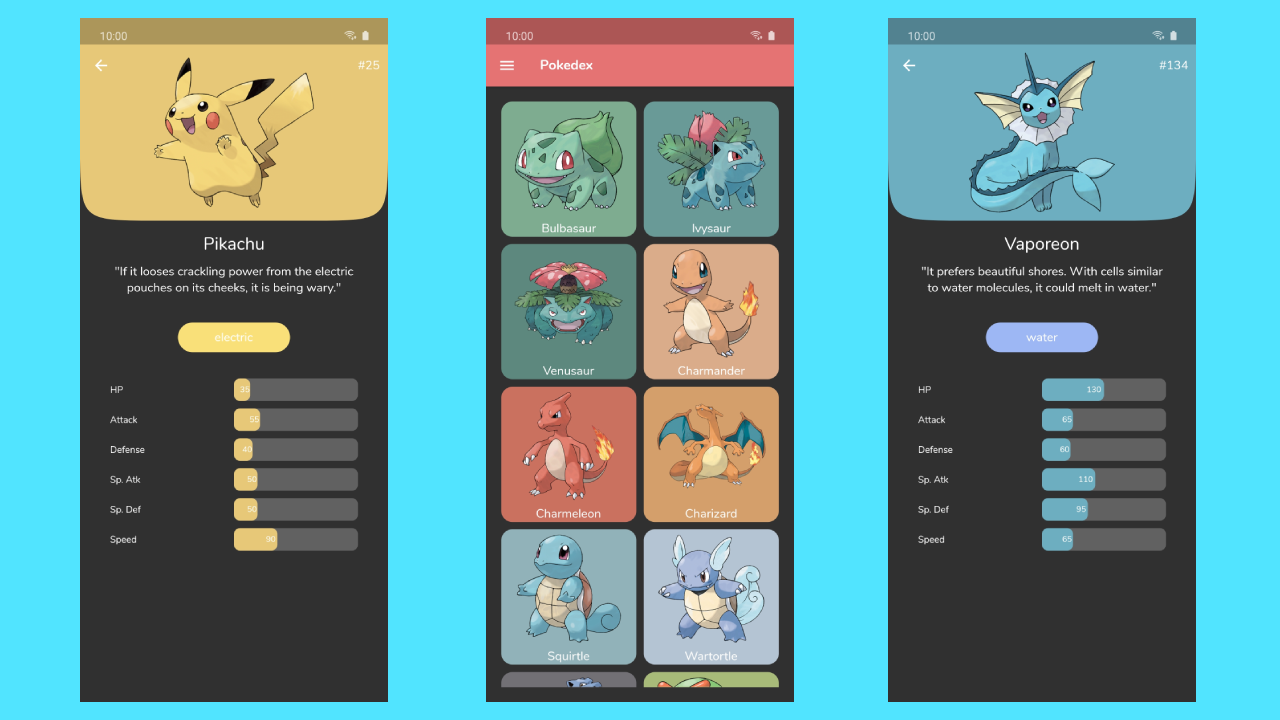 10:00
#25
Pikachu
"If it looses crackling power from the electric
pouches on its cheeks, it is being wary."
electric
HP 35
Attack 55
Defense 40
Sp. Atk 50
Sp. Def 50
Speed 90
10:00
Pokedex
Bulbasaur Ivysaur
Venusaur Charmander
Charmeleon Charizard
Squirtle Wartortle
10:00
#134
Vaporeon
"It prefers beautiful shores. With cells similar
to water molecules, it could melt in water."
water
HP 130
Attack 65
Defense 60
Sp. Atk 110
Sp. Def 95
Speed 65